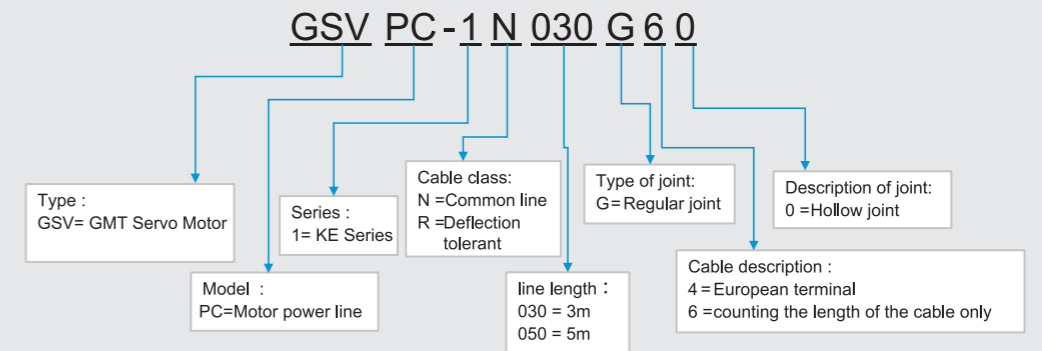 GSV PC-1 N 030 G 6 0
Type :
GSV= GMT Servo Motor
Model :
PC=Motor power line
Series :
1= KE Series
Cable class:
N =Common line
R =Deflection
tolerant
line length：
030 = 3m
050 = 5m
Type of joint:
G=Regular joint
Cable description :
4 =European terminal
6 =counting the length of the cable only
Description of joint:
0 =Hollow joint